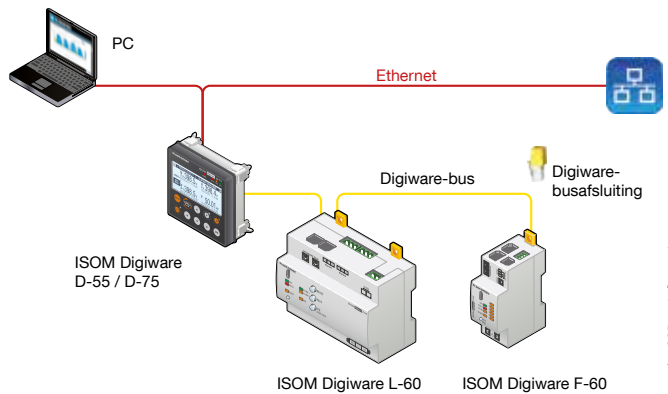 PC
Ethernet
Digiware-bus
Digiware-
busafsluiting
ISOM Digiware
D-55 / D-75
ISOM Digiware L-60
ISOM Digiware F-60